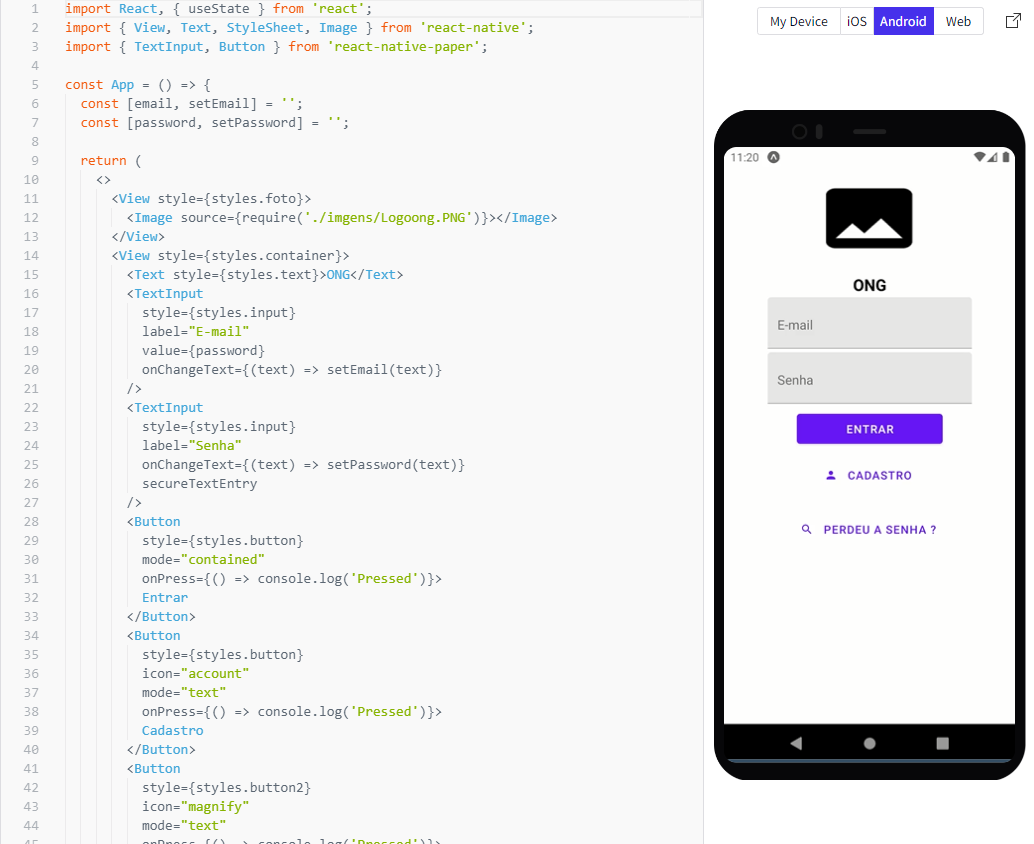 1 import React, { useState } from 'react';
2 import { View, Text, StyleSheet, Image } from 'react-native';
3 import { TextInput, Button } from 'react-native-paper';
4
5 const App = () => {
6 const [email, setEmail] = '';
7 const [password, setPassword] = '';
8
9 return (
10 <>
11 <View style={styles.foto}>
12 <Image source={require('./imgens/Logoong.PNG')}></Image>
13 </View>
14 <View style={styles.container}>
15 <Text style={styles.text}>ONG</Text>
16 <TextInput
17 style={styles.input}
18 label="E-mail"
19 value={password}
20 onChangeText={(text) => setEmail(text)}
21 />
22 <TextInput
23 style={styles.input}
24 label="Senha"
25 onChangeText={(text) => setPassword(text)}
26 secureTextEntry
27 />
28 <Button
29 style={styles.button}
30 mode="contained"
31 onPress={() => console.log('Pressed')}>
32 Entrar
33 </Button>
34 <Button
35 style={styles.button}
36 icon="account"
37 mode="text"
38 onPress={() => console.log('Pressed')}>
39 Cadastro
40 </Button>
41 <Button
42 style={styles.button2}
43 icon="magnify"
44 mode="text"
45 onPress={() => console.log('Pressed')}>
My Device iOS Android Web
11:20
ONG
E-mail
Senha
ENTRAR
CADASTRO
PERDEU A SENHA ?